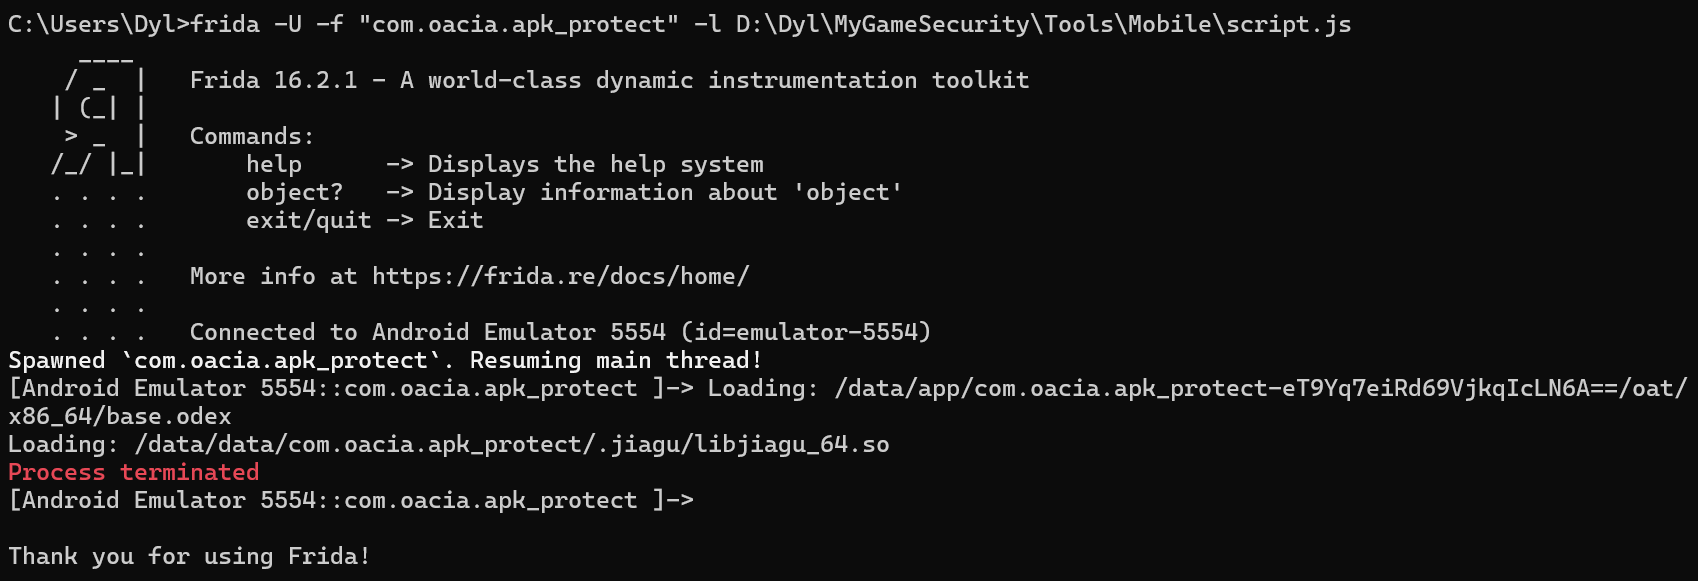 C:\Users\Dyl>frida -U -f "com.oacia.apk_protect" -l D:\Dyl\MyGameSecurity\Tools\Mobile\script.js
     ____
    / _  |   Frida 16.2.1 - A world-class dynamic instrumentation toolkit
   | (_| |
    > _  |   Commands:
   /_/ |_|       help      -> Displays the help system
   . . . .       object?   -> Display information about 'object'
   . . . .       exit/quit -> Exit
   . . . .
   . . . .   More info at https://frida.re/docs/home/
   . . . .
   . . . .   Connected to Android Emulator 5554 (id=emulator-5554)
Spawned `com.oacia.apk_protect`. Resuming main thread!
[Android Emulator 5554::com.oacia.apk_protect ]-> Loading: /data/app/com.oacia.apk_protect-eT9Yq7eiRd69VjkqIcLN6A==/oat/
x86_64/base.odex
Loading: /data/data/com.oacia.apk_protect/.jiagu/libjiagu_64.so
Process terminated
[Android Emulator 5554::com.oacia.apk_protect ]->

Thank you for using Frida!